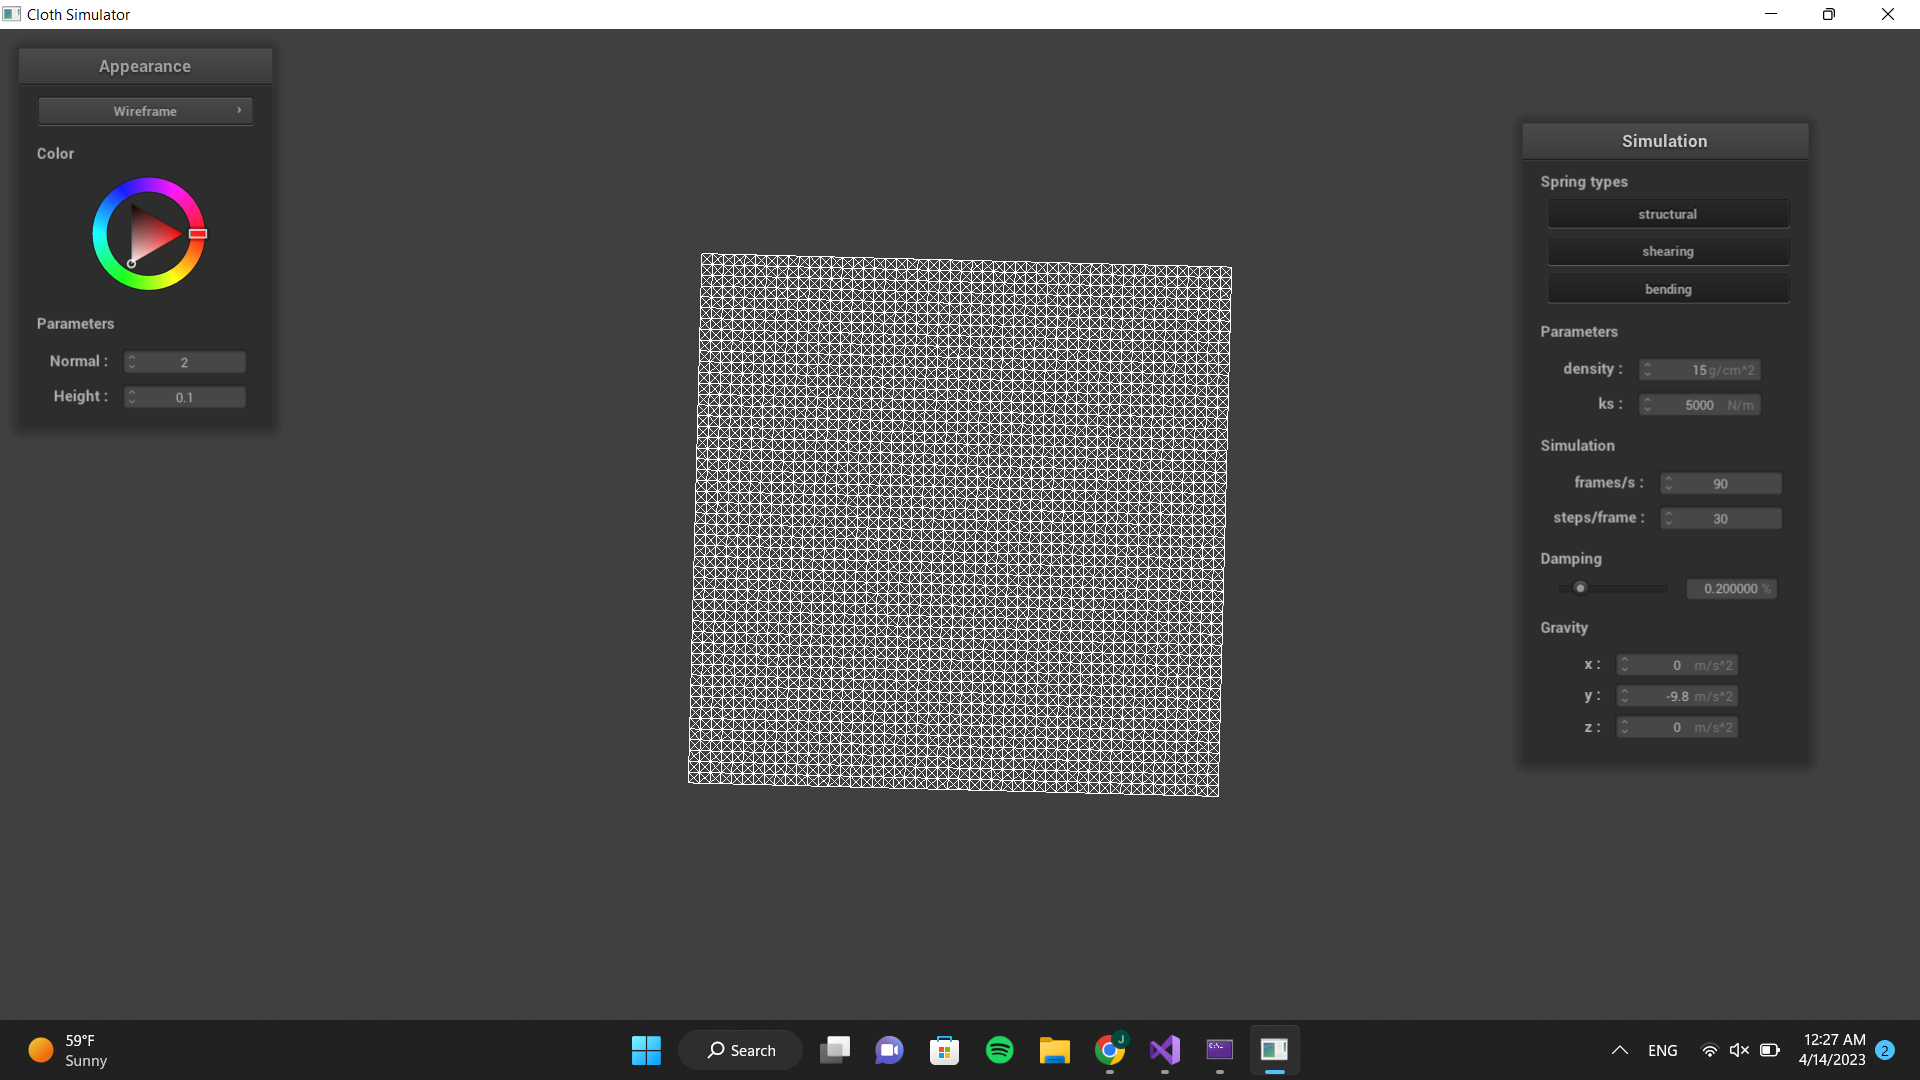 Cloth Simulator
Appearance
Wireframe
Color
Parameters
Normal : 2
Height : 0.1
Simulation
Spring types
structural
shearing
bending
Parameters
density : 15 g/cm^2
ks : 5000 N/m
Simulation
frames/s : 90
steps/frame : 30
Damping
0.200000 %
Gravity
x : 0 m/s^2
y : -9.8 m/s^2
z : 0 m/s^2
59°F
Sunny
Search
J
C:\_
ENG
12:27 AM
4/14/2023
2